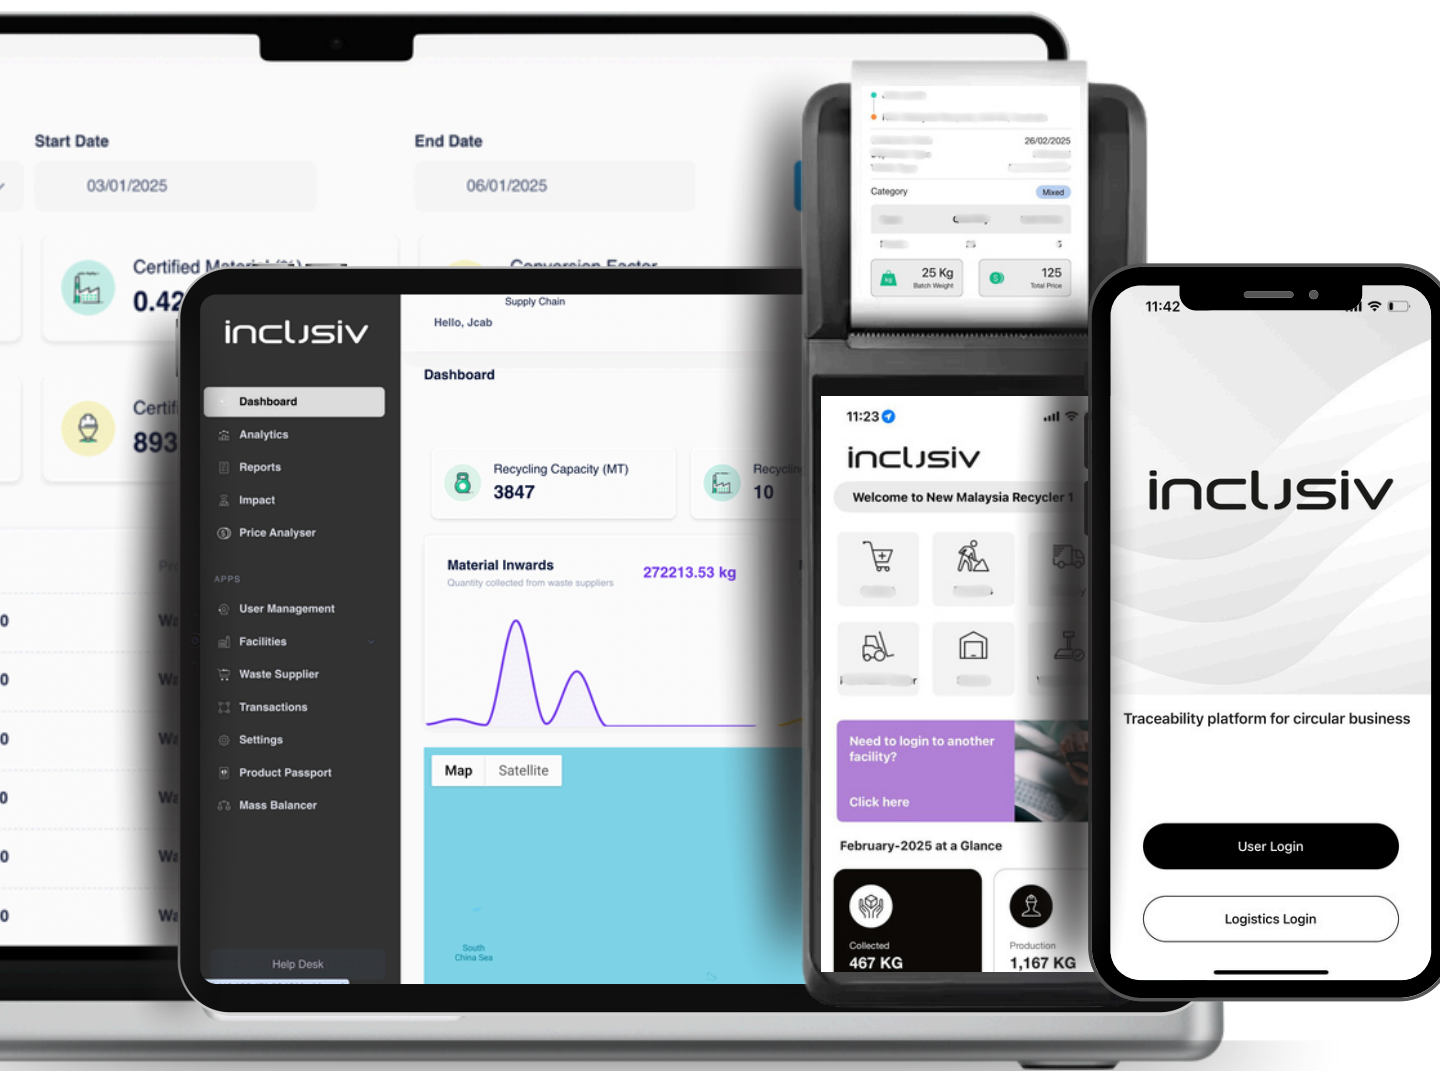 Start Date
03/01/2025
End Date
06/01/2025
Certified Material (%)
0.42
Conversion Factor
893
Supply Chain
Hello, Jcab
inclusiv
Dashboard
Analytics
Reports
Impact
Price Analyser
APPS
User Management
Facilities
Waste Supplier
Transactions
Settings
Product Passport
Mass Balancer
Help Desk
Dashboard
Recycling Capacity (MT)
3847
10
Material Inwards
Quantity collected from waste suppliers
272213.53 kg
Map
Satellite
South
China Sea
26/02/2025
Category
Mixed
kg
25 Kg
Batch Weight
125
Total Price
11:23
inclusiv
Welcome to New Malaysia Recycler 1
Need to login to another
facility?
Click here
February-2025 at a Glance
Collected
467 KG
Production
1,167 KG
11:42
inclusiv
Traceability platform for circular business
User Login
Logistics Login